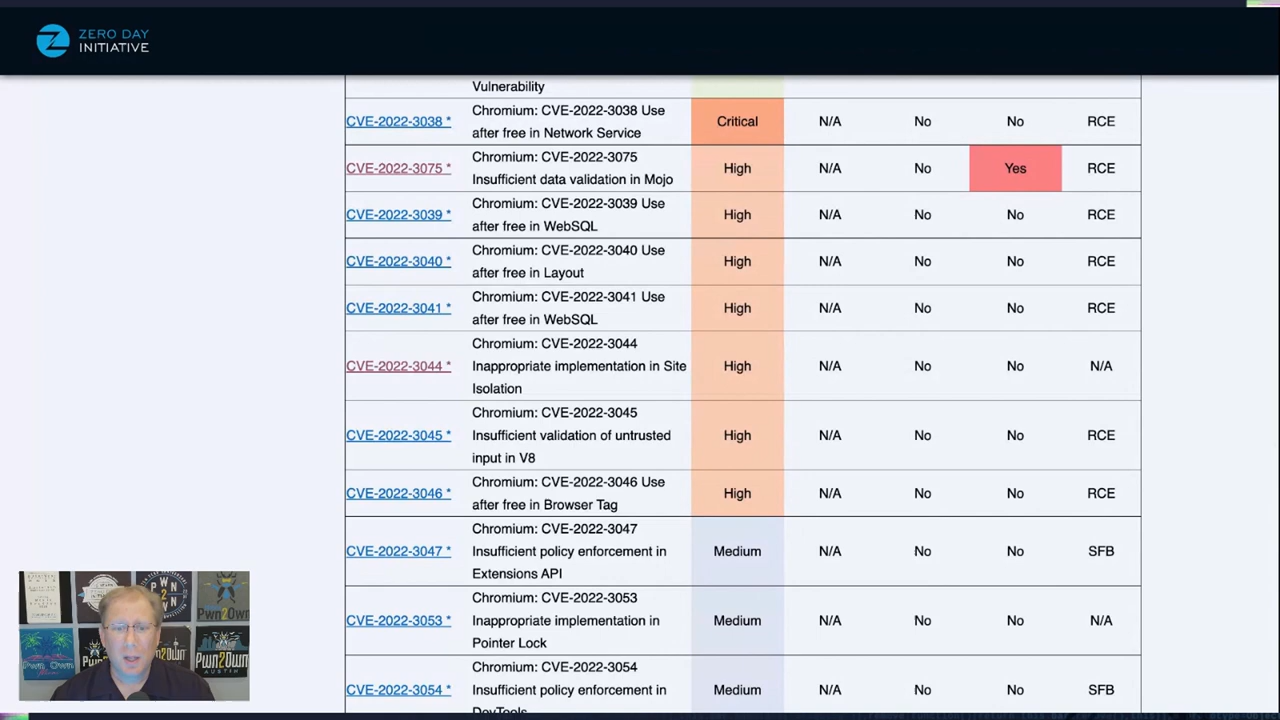 ZERO DAY
INITIATIVE
Vulnerability
CVE-2022-3038 * Chromium: CVE-2022-3038 Use after free in Network Service Critical N/A No No RCE
CVE-2022-3075 * Chromium: CVE-2022-3075 Insufficient data validation in Mojo High N/A No Yes RCE
CVE-2022-3039 * Chromium: CVE-2022-3039 Use after free in WebSQL High N/A No No RCE
CVE-2022-3040 * Chromium: CVE-2022-3040 Use after free in Layout High N/A No No RCE
CVE-2022-3041 * Chromium: CVE-2022-3041 Use after free in WebSQL High N/A No No RCE
CVE-2022-3044 * Chromium: CVE-2022-3044 Inappropriate implementation in Site Isolation High N/A No No N/A
CVE-2022-3045 * Chromium: CVE-2022-3045 Insufficient validation of untrusted input in V8 High N/A No No RCE
CVE-2022-3046 * Chromium: CVE-2022-3046 Use after free in Browser Tag High N/A No No RCE
CVE-2022-3047 * Chromium: CVE-2022-3047 Insufficient policy enforcement in Extensions API Medium N/A No No SFB
CVE-2022-3053 * Chromium: CVE-2022-3053 Inappropriate implementation in Pointer Lock Medium N/A No No N/A
CVE-2022-3054 * Chromium: CVE-2022-3054 Insufficient policy enforcement in DevTools Medium N/A No No SFB
PWN
OWN
Pwn2Own
Pwn2Own
AUSTIN